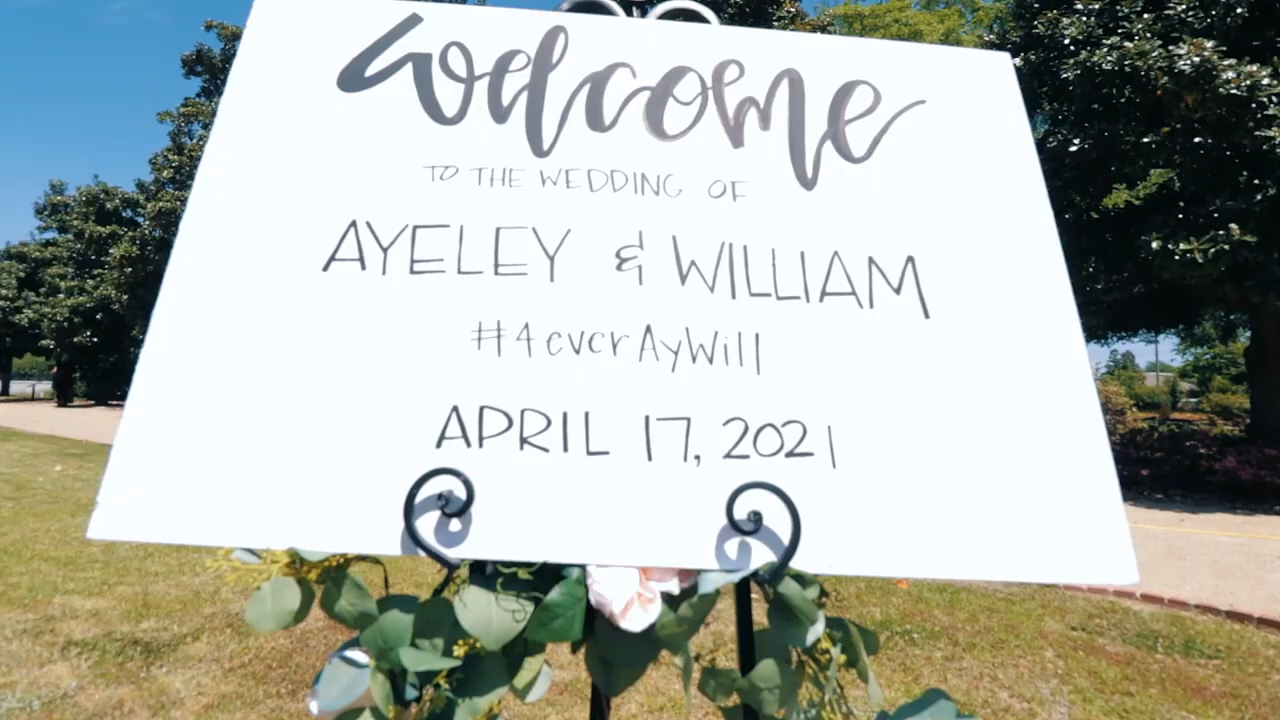 welcome
TO THE WEDDING OF
AYELEY & WILLIAM
#4everAyWill
APRIL 17, 2021